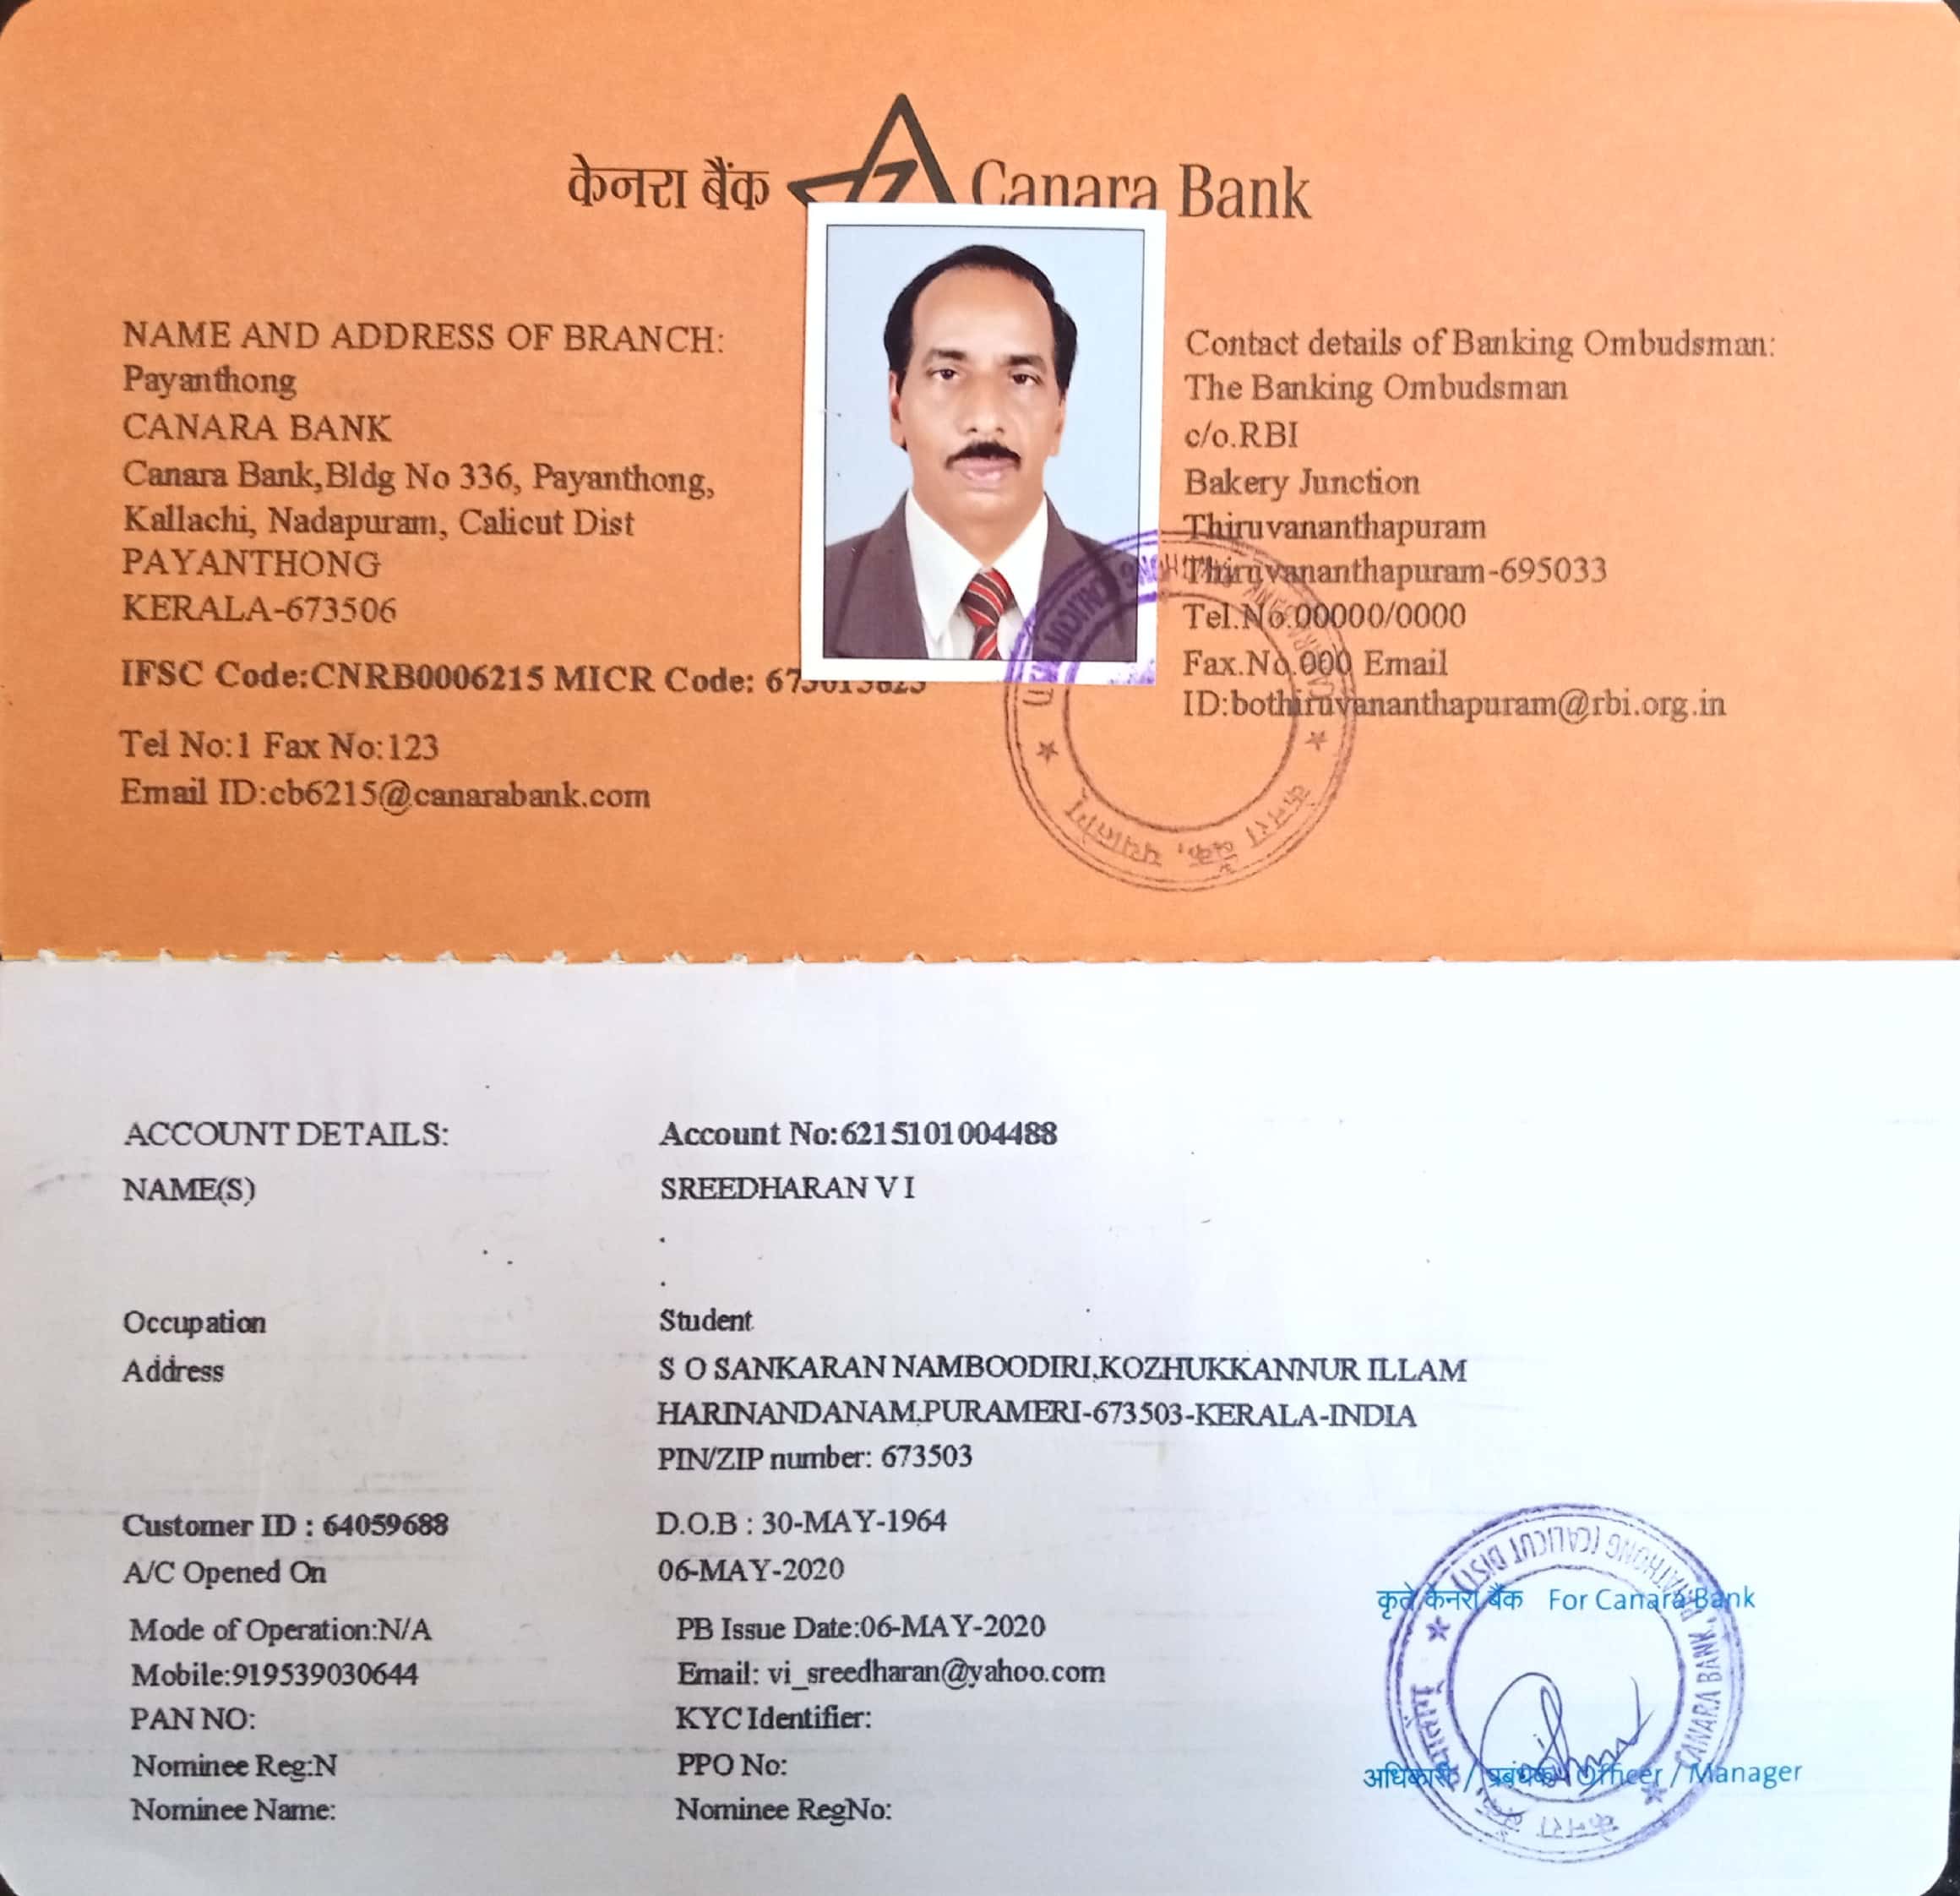 केनरा बैंक Canara Bank
NAME AND ADDRESS OF BRANCH:
Payanthong
CANARA BANK
Canara Bank,Bldg No 336, Payanthong,
Kallachi, Nadapuram, Calicut Dist
PAYANTHONG
KERALA-673506
IFSC Code:CNRB0006215 MICR Code:
Tel No:1 Fax No:123
Email ID:cb6215@canarabank.com
Contact details of Banking Ombudsman:
The Banking Ombudsman
c/o.RBI
Bakery Junction
Thiruvananthapuram
Thiruvananthapuram-695033
Tel.No.00000/0000
Fax.No.000 Email
ID:bothiruvananthapuram@rbi.org.in
ACCOUNT DETAILS: Account No:6215101004488
NAME(S) SREEDHARAN V I
.
.
Occupation Student
Address S O SANKARAN NAMBOODIRI,KOZHUKKANNUR ILLAM
HARINANDANAM,PURAMERI-673503-KERALA-INDIA
PIN/ZIP number: 673503
Customer ID : 64059688 D.O.B : 30-MAY-1964
A/C Opened On 06-MAY-2020
Mode of Operation:N/A PB Issue Date:06-MAY-2020
Mobile:919539030644 Email: vi_sreedharan@yahoo.com
PAN NO: KYC Identifier:
Nominee Reg:N PPO No:
Nominee Name: Nominee RegNo:
कृते केनरा बैंक For Canara Bank
अधिकारी / प्रबंधक Officer / Manager
CANARA BANK, (CALICUT DIST)
केनरा बैंक,